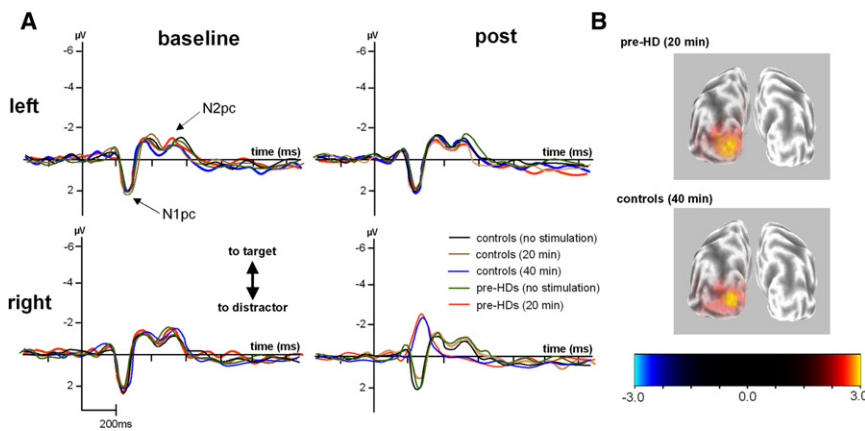 A
baseline
post
B
µV
-6
-4
-2
2
left
N2pc
N1pc
time (ms)
µV
-6
-4
-2
2
time (ms)
pre-HD (20 min)
controls (40 min)
µV
-6
-4
-2
2
right
to target
to distractor
time (ms)
200ms
µV
-6
-4
-2
2
controls (no stimulation)
controls (20 min)
controls (40 min)
pre-HDs (no stimulation)
pre-HDs (20 min)
time (ms)
-3.0
0.0
3.0